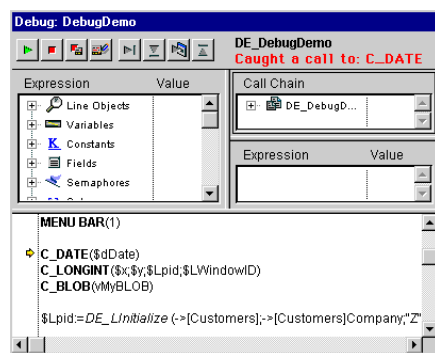 Debug: DebugDemo
DE_DebugDemo
Caught a call to: C_DATE
Expression Value
Line Objects
Variables
K Constants
Fields
Semaphores
Call Chain
DE_DebugD...
Expression Value
MENU BAR(1)
C_DATE($dDate)
C_LONGINT($x;$y;$Lpid;$LWindowID)
C_BLOB(vMyBLOB)
$Lpid:=DE_LInitialize (->[Customers];->[Customers]Company;"Z"